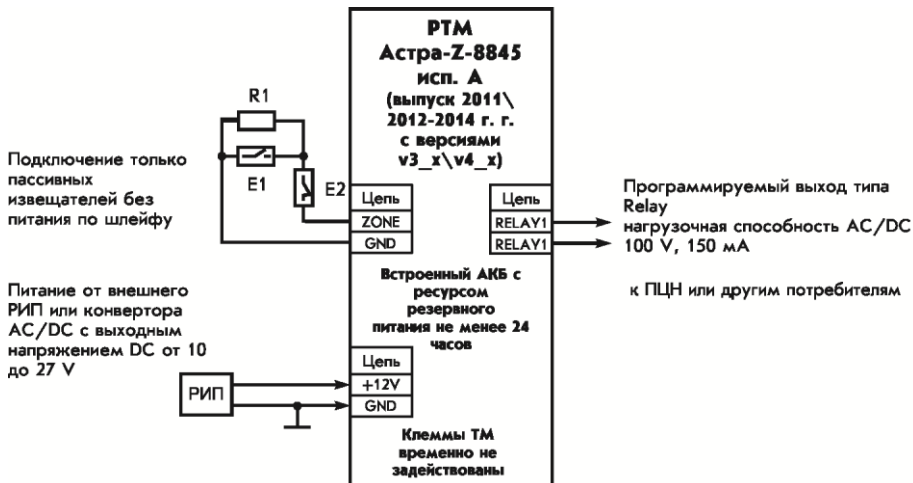 РТМ
Астра-Z-8845
исп. А
(выпуск 2011\
2012-2014 г. г.
с версиями
v3_x\v4_x)
R1
E1
E2
Подключение только
пассивных
извещателей без
питания по шлейфу
Цепь
ZONE
GND
Цепь
RELAY1
RELAY1
Программируемый выход типа
Relay
нагрузочная способность AC/DC
100 V, 150 мА
к ПЦН или другим потребителям
Встроенный АКБ с
ресурсом
резервного
питания не менее 24
часов
Питание от внешнего
РИП или конвертора
AC/DC с выходным
напряжением DC от 10
до 27 V
РИП
Цепь
+12V
GND
Клеммы ТМ
временно не
задействованы